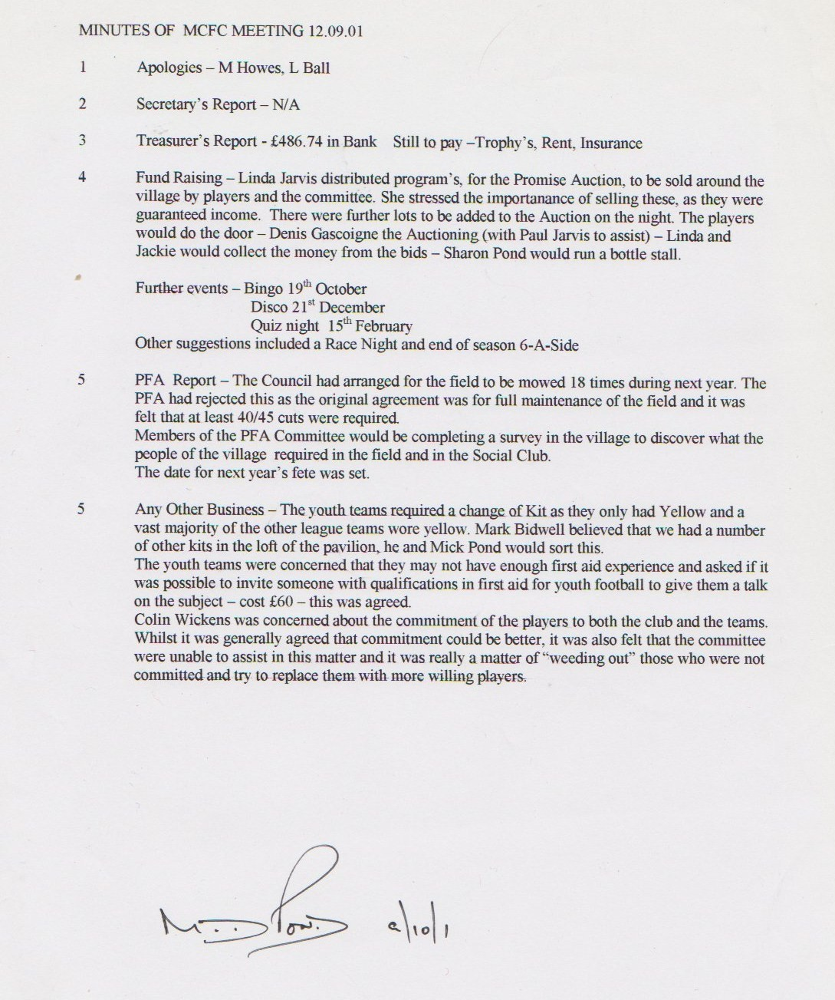 MINUTES OF MCFC MEETING 12.09.01
1 Apologies – M Howes, L Ball
2 Secretary's Report – N/A
3 Treasurer's Report - £486.74 in Bank Still to pay –Trophy's, Rent, Insurance
4 Fund Raising – Linda Jarvis distributed program's, for the Promise Auction, to be sold around the
village by players and the committee. She stressed the importanance of selling these, as they were
guaranteed income. There were further lots to be added to the Auction on the night. The players
would do the door – Denis Gascoigne the Auctioning (with Paul Jarvis to assist) – Linda and
Jackie would collect the money from the bids – Sharon Pond would run a bottle stall.
Further events – Bingo 19th October
Disco 21st December
Quiz night 15th February
Other suggestions included a Race Night and end of season 6-A-Side
5 PFA Report – The Council had arranged for the field to be mowed 18 times during next year. The
PFA had rejected this as the original agreement was for full maintenance of the field and it was
felt that at least 40/45 cuts were required.
Members of the PFA Committee would be completing a survey in the village to discover what the
people of the village required in the field and in the Social Club.
The date for next year's fete was set.
5 Any Other Business – The youth teams required a change of Kit as they only had Yellow and a
vast majority of the other league teams wore yellow. Mark Bidwell believed that we had a number
of other kits in the loft of the pavilion, he and Mick Pond would sort this.
The youth teams were concerned that they may not have enough first aid experience and asked if it
was possible to invite someone with qualifications in first aid for youth football to give them a talk
on the subject – cost £60 – this was agreed.
Colin Wickens was concerned about the commitment of the players to both the club and the teams.
Whilst it was generally agreed that commitment could be better, it was also felt that the committee
were unable to assist in this matter and it was really a matter of “weeding out” those who were not
committed and try to replace them with more willing players.